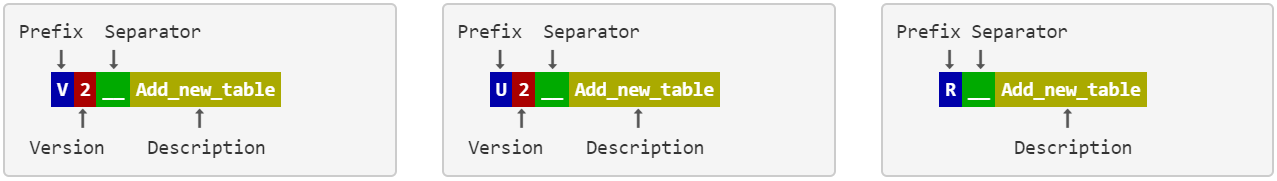 Prefix Separator
V 2 __ Add_new_table
Version Description
Prefix Separator
U 2 __ Add_new_table
Version Description
Prefix Separator
R __ Add_new_table
Description